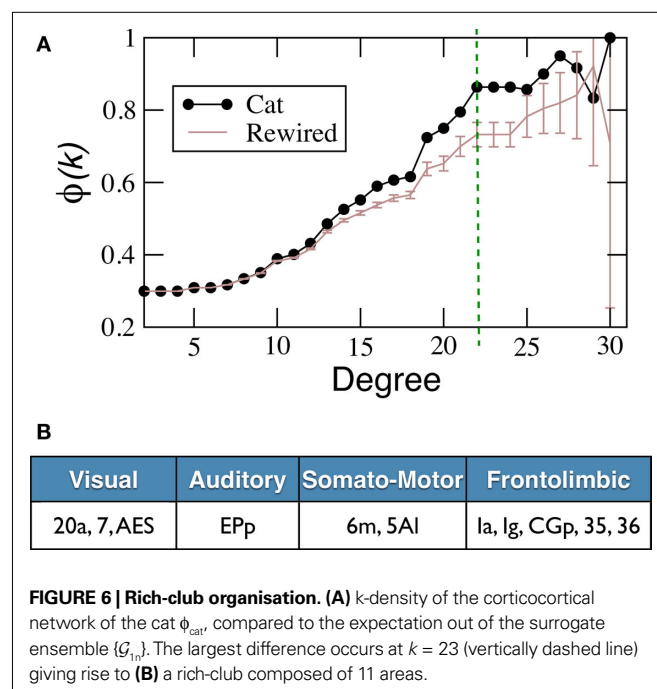 A
1
0.8
0.6
0.4
0.2
ϕ(k)
Cat
Rewired
5 10 15 20 25 30
Degree
B
Visual Auditory Somato-Motor Frontolimbic
20a, 7, AES EPp 6m, 5Al Ia, Ig, CGp, 35, 36
FIGURE 6 | Rich-club organisation. (A) k-density of the corticocortical
network of the cat ϕcat, compared to the expectation out of the surrogate
ensemble {𝒢1n}. The largest difference occurs at k = 23 (vertically dashed line)
giving rise to (B) a rich-club composed of 11 areas.